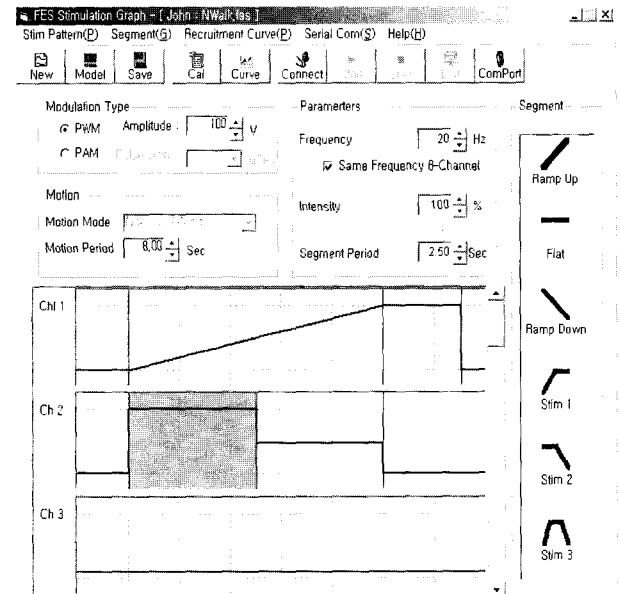 FES Stimulation Graph - [ John : NWalk.fas ]
Stim Pattern(P) Segment(G) Recruitment Curve(P) Serial Com(S) Help(H)
New Model Save Cal Curve Connect ComPort
Modulation Type
PWM Amplitude : 100 V
PAM
Motion
Motion Mode
Motion Period 8,00 Sec
Paramerters
Frequency 20 Hz
Same Frequency 8-Channel
Intensity 100 %
Segment Period 2.50 Sec
Segment
Ramp Up
Flat
Ramp Down
Stim 1
Stim 2
Stim 3
Ch 1
Ch 2
Ch 3